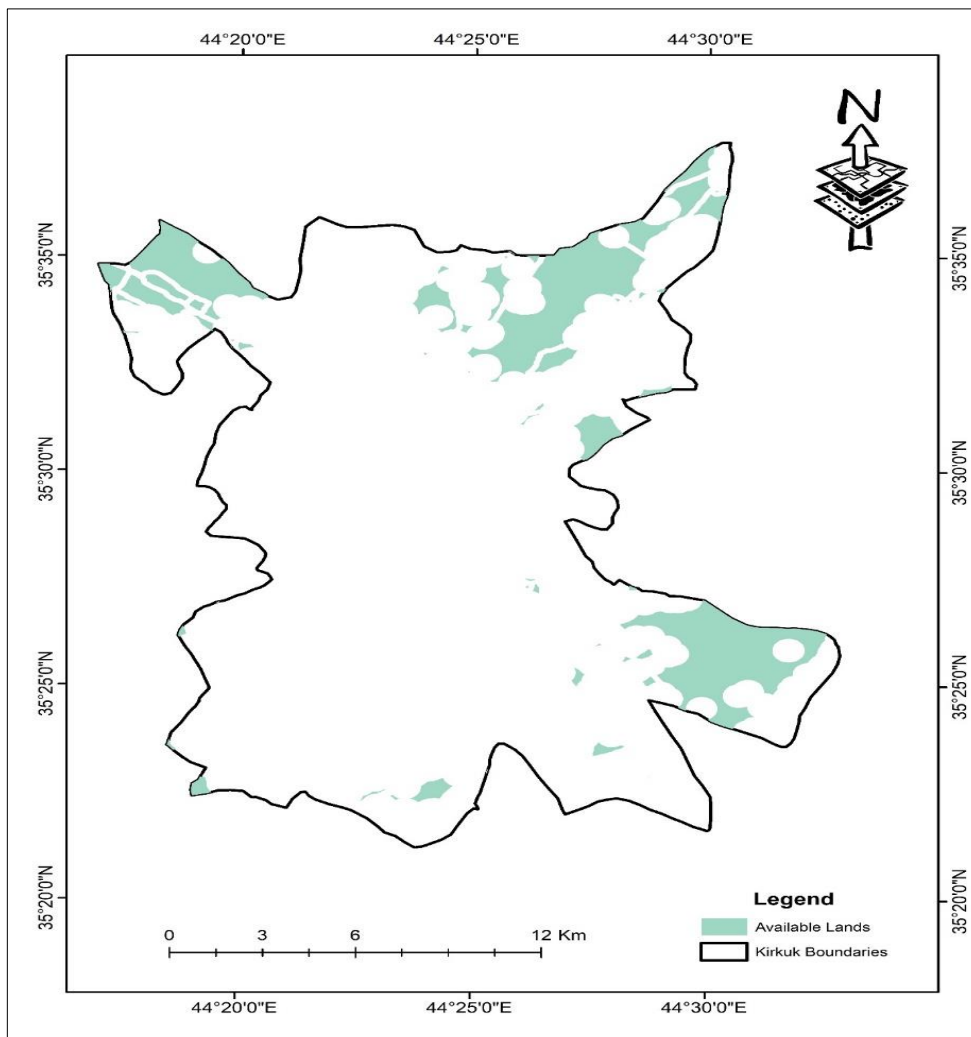 44°20'0"E 44°25'0"E 44°30'0"E
N
35°35'0"N 35°35'0"N
35°30'0"N 35°30'0"N
35°25'0"N 35°25'0"N
35°20'0"N 35°20'0"N
Legend
Available Lands
Kirkuk Boundaries
0 3 6 12 Km
44°20'0"E 44°25'0"E 44°30'0"E